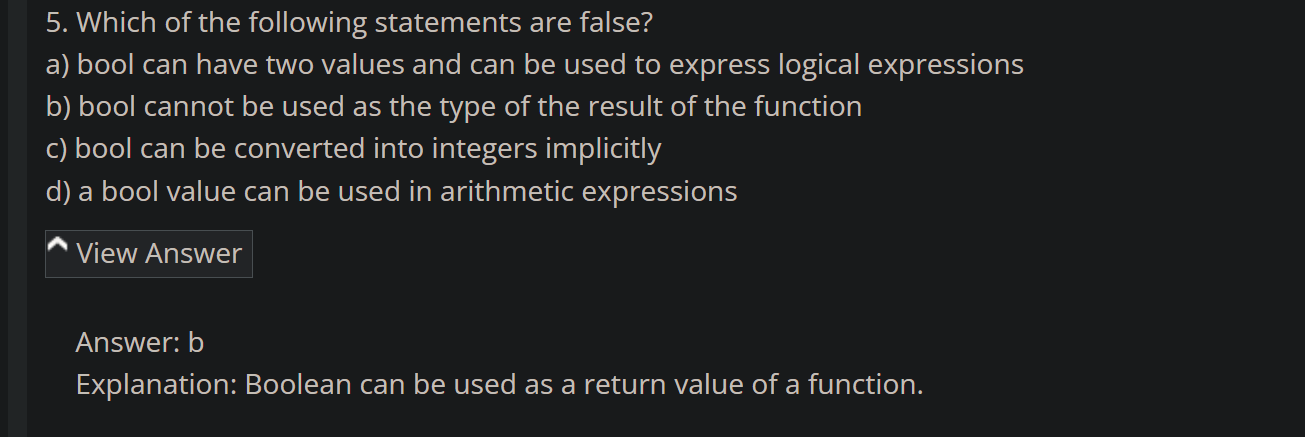 5. Which of the following statements are false?
a) bool can have two values and can be used to express logical expressions
b) bool cannot be used as the type of the result of the function
c) bool can be converted into integers implicitly
d) a bool value can be used in arithmetic expressions
View Answer
Answer: b
Explanation: Boolean can be used as a return value of a function.